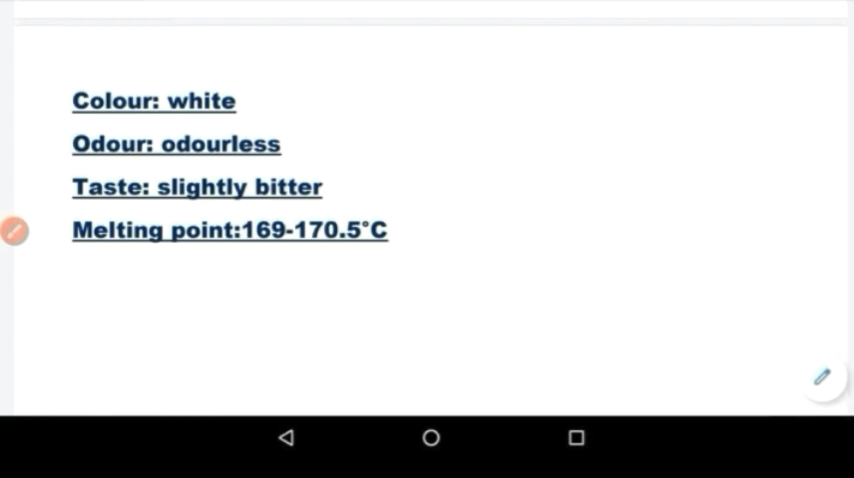 Colour: white
Odour: odourless
Taste: slightly bitter
Melting point:169-170.5°C